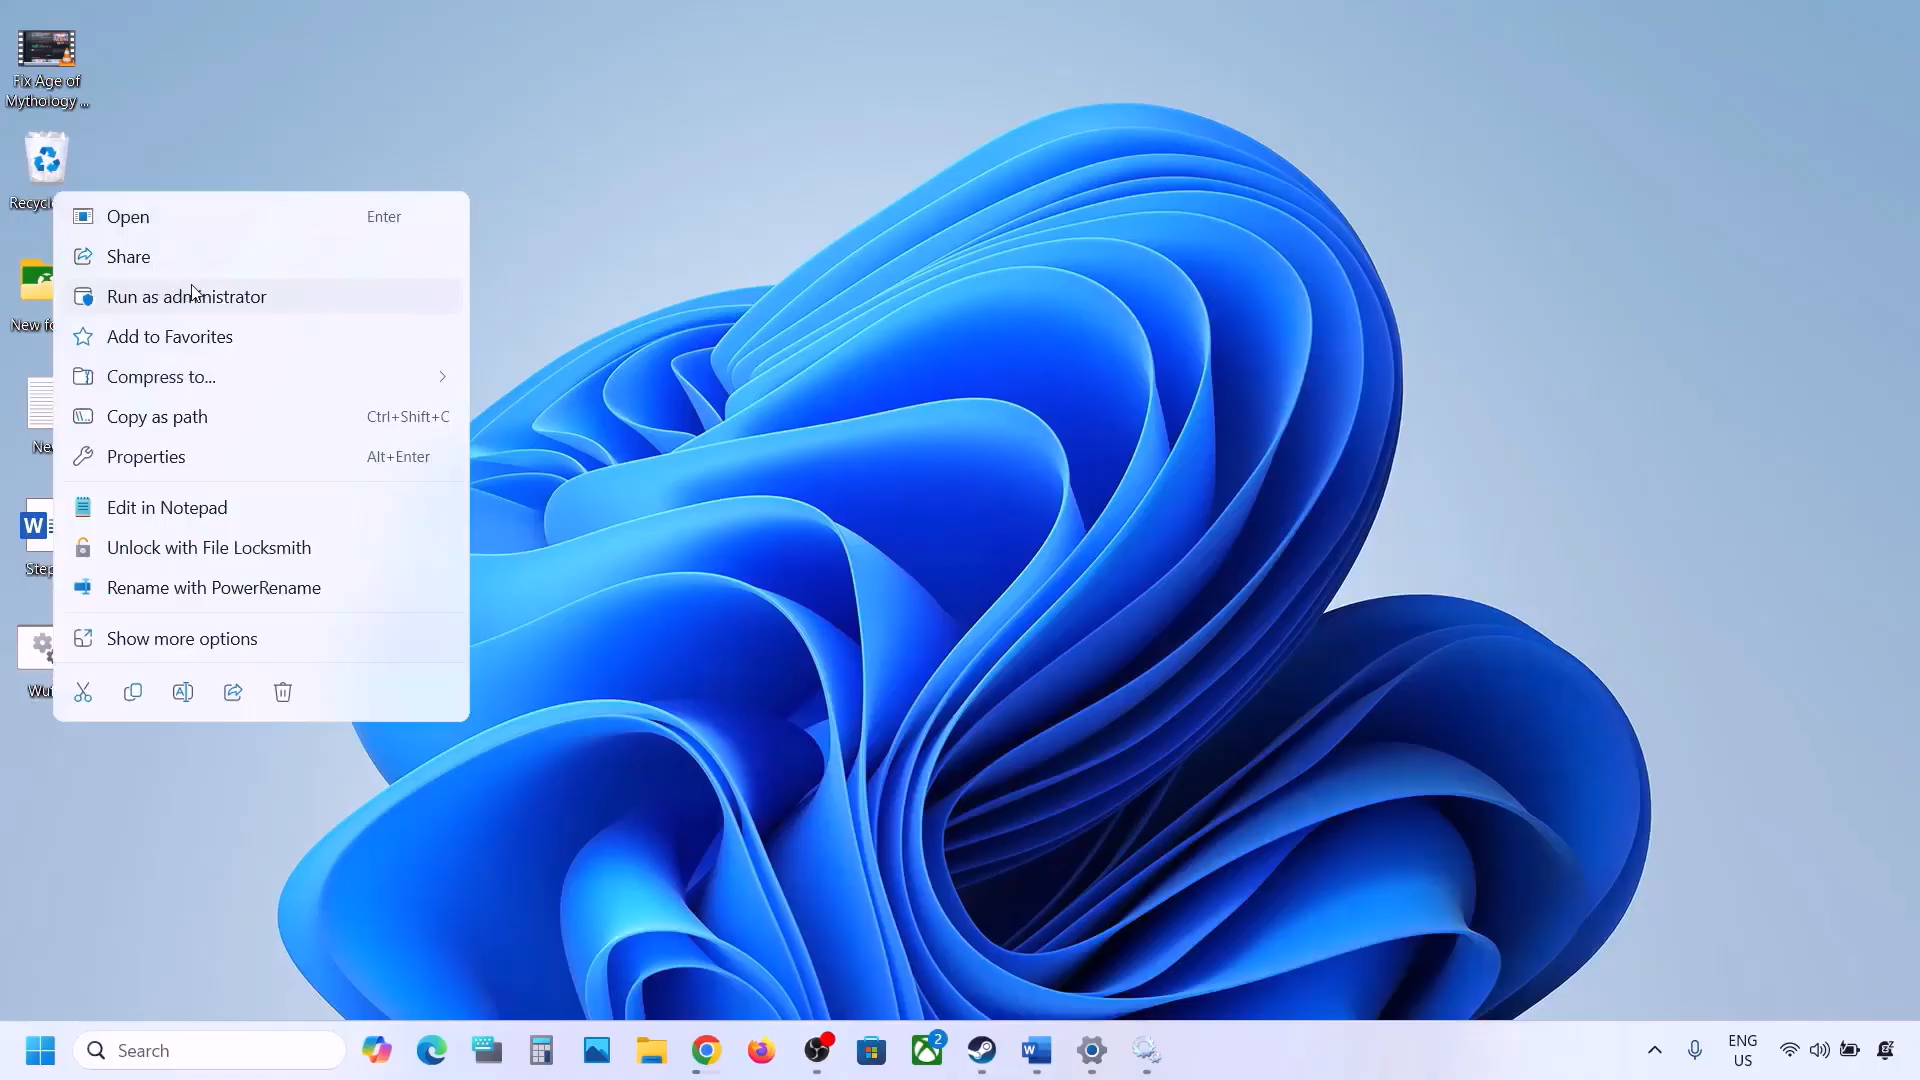 Fix Age of
Mythology ...
Recycl
New fo
Ne
Step
Wu
Open Enter
Share
Run as administrator
Add to Favorites
Compress to...
Copy as path Ctrl+Shift+C
Properties Alt+Enter
Edit in Notepad
Unlock with File Locksmith
Rename with PowerRename
Show more options
Search
2
ENG
US